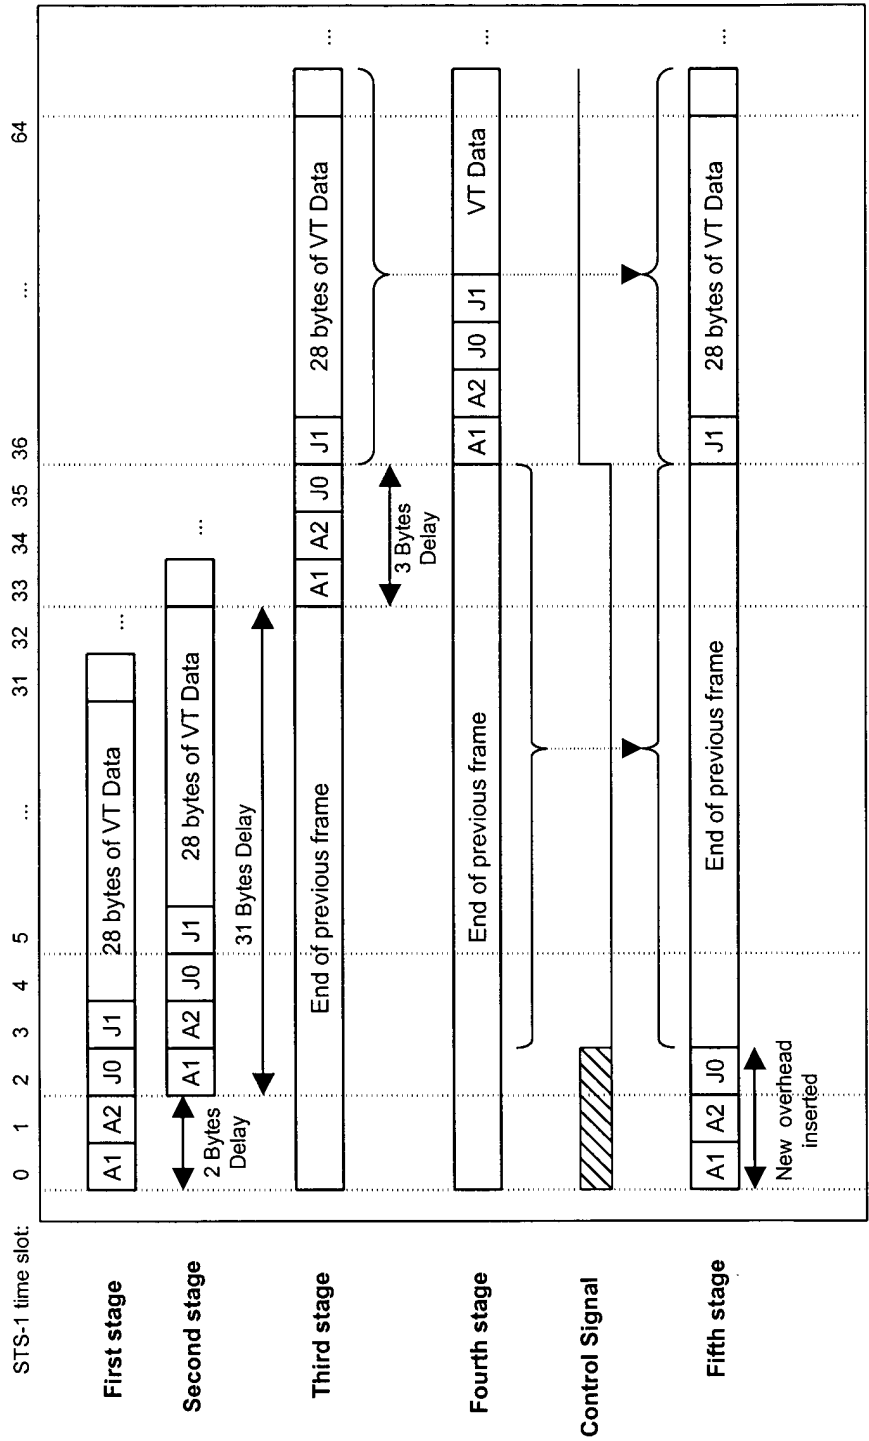 STS-1 time slot: 0 1 2 3 4 5 ... 31 32 33 34 35 36 ... 64
First stage
A1 A2 J0 J1 28 bytes of VT Data ...
2 Bytes
Delay
Second stage
A1 A2 J0 J1 28 bytes of VT Data ...
31 Bytes Delay
Third stage
End of previous frame A1 A2 J0 J1 28 bytes of VT Data ...
3 Bytes
Delay
Fourth stage
End of previous frame A1 A2 J0 J1 VT Data ...
Control Signal
Fifth stage
A1 A2 J0 End of previous frame J1 28 bytes of VT Data ...
New overhead
inserted